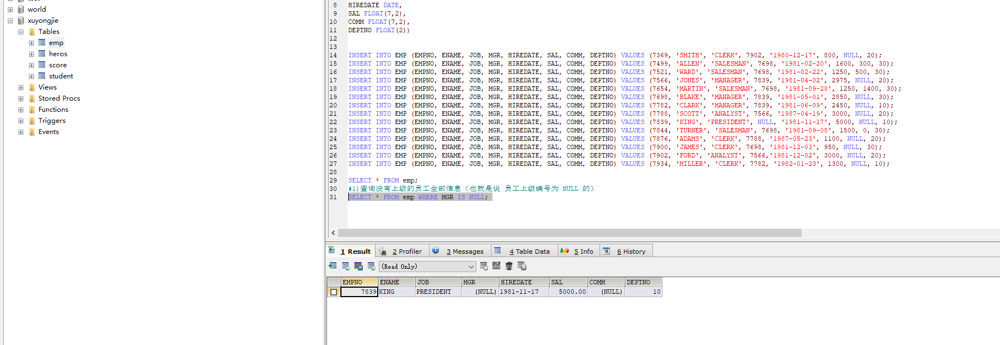 world
xuyongjie
Tables
emp
heros
score
student
Views
Stored Procs
Functions
Triggers
Events
8 HIREDATE DATE,
9 SAL FLOAT(7,2),
10 COMM FLOAT(7,2),
11 DEPTNO FLOAT(2))
12
13
14 INSERT INTO EMP (EMPNO, ENAME, JOB, MGR, HIREDATE, SAL, COMM, DEPTNO) VALUES (7369, 'SMITH', 'CLERK', 7902, '1980-12-17', 800, NULL, 20);
15 INSERT INTO EMP (EMPNO, ENAME, JOB, MGR, HIREDATE, SAL, COMM, DEPTNO) VALUES (7499, 'ALLEN', 'SALESMAN', 7698, '1981-02-20', 1600, 300, 30);
16 INSERT INTO EMP (EMPNO, ENAME, JOB, MGR, HIREDATE, SAL, COMM, DEPTNO) VALUES (7521, 'WARD', 'SALESMAN', 7698, '1981-02-22', 1250, 500, 30);
17 INSERT INTO EMP (EMPNO, ENAME, JOB, MGR, HIREDATE, SAL, COMM, DEPTNO) VALUES (7566, 'JONES', 'MANAGER', 7839, '1981-04-02', 2975, NULL, 20);
18 INSERT INTO EMP (EMPNO, ENAME, JOB, MGR, HIREDATE, SAL, COMM, DEPTNO) VALUES (7654, 'MARTIN', 'SALESMAN', 7698, '1981-09-28', 1250, 1400, 30);
19 INSERT INTO EMP (EMPNO, ENAME, JOB, MGR, HIREDATE, SAL, COMM, DEPTNO) VALUES (7698, 'BLAKE', 'MANAGER', 7839, '1981-05-01', 2850, NULL, 30);
20 INSERT INTO EMP (EMPNO, ENAME, JOB, MGR, HIREDATE, SAL, COMM, DEPTNO) VALUES (7782, 'CLARK', 'MANAGER', 7839, '1981-06-09', 2450, NULL, 10);
21 INSERT INTO EMP (EMPNO, ENAME, JOB, MGR, HIREDATE, SAL, COMM, DEPTNO) VALUES (7788, 'SCOTT', 'ANALYST', 7566, '1987-04-19', 3000, NULL, 20);
22 INSERT INTO EMP (EMPNO, ENAME, JOB, MGR, HIREDATE, SAL, COMM, DEPTNO) VALUES (7839, 'KING', 'PRESIDENT', NULL, '1981-11-17', 5000, NULL, 10);
23 INSERT INTO EMP (EMPNO, ENAME, JOB, MGR, HIREDATE, SAL, COMM, DEPTNO) VALUES (7844, 'TURNER', 'SALESMAN', 7698, '1981-09-08', 1500, 0, 30);
24 INSERT INTO EMP (EMPNO, ENAME, JOB, MGR, HIREDATE, SAL, COMM, DEPTNO) VALUES (7876, 'ADAMS', 'CLERK', 7788, '1987-05-23', 1100, NULL, 20);
25 INSERT INTO EMP (EMPNO, ENAME, JOB, MGR, HIREDATE, SAL, COMM, DEPTNO) VALUES (7900, 'JAMES', 'CLERK', 7698, '1981-12-03', 950, NULL, 30);
26 INSERT INTO EMP (EMPNO, ENAME, JOB, MGR, HIREDATE, SAL, COMM, DEPTNO) VALUES (7902, 'FORD', 'ANALYST', 7566,'1981-12-02', 3000, NULL, 20);
27 INSERT INTO EMP (EMPNO, ENAME, JOB, MGR, HIREDATE, SAL, COMM, DEPTNO) VALUES (7934, 'MILLER', 'CLERK', 7782, '1982-01-23', 1300, NULL, 10);
28
29 SELECT * FROM emp;
30 #1)查询没有上级的员工全部信息（也就是说 员工上级编号为 NULL 的）
31 SELECT * FROM emp WHERE MGR IS NULL;
1 Result 2 Profiler 3 Messages 4 Table Data 5 Info 18 6 History
(Read Only)
EMPNO ENAME JOB MGR HIREDATE SAL COMM DEPTNO
7839 KING PRESIDENT (NULL) 1981-11-17 5000.00 (NULL) 10